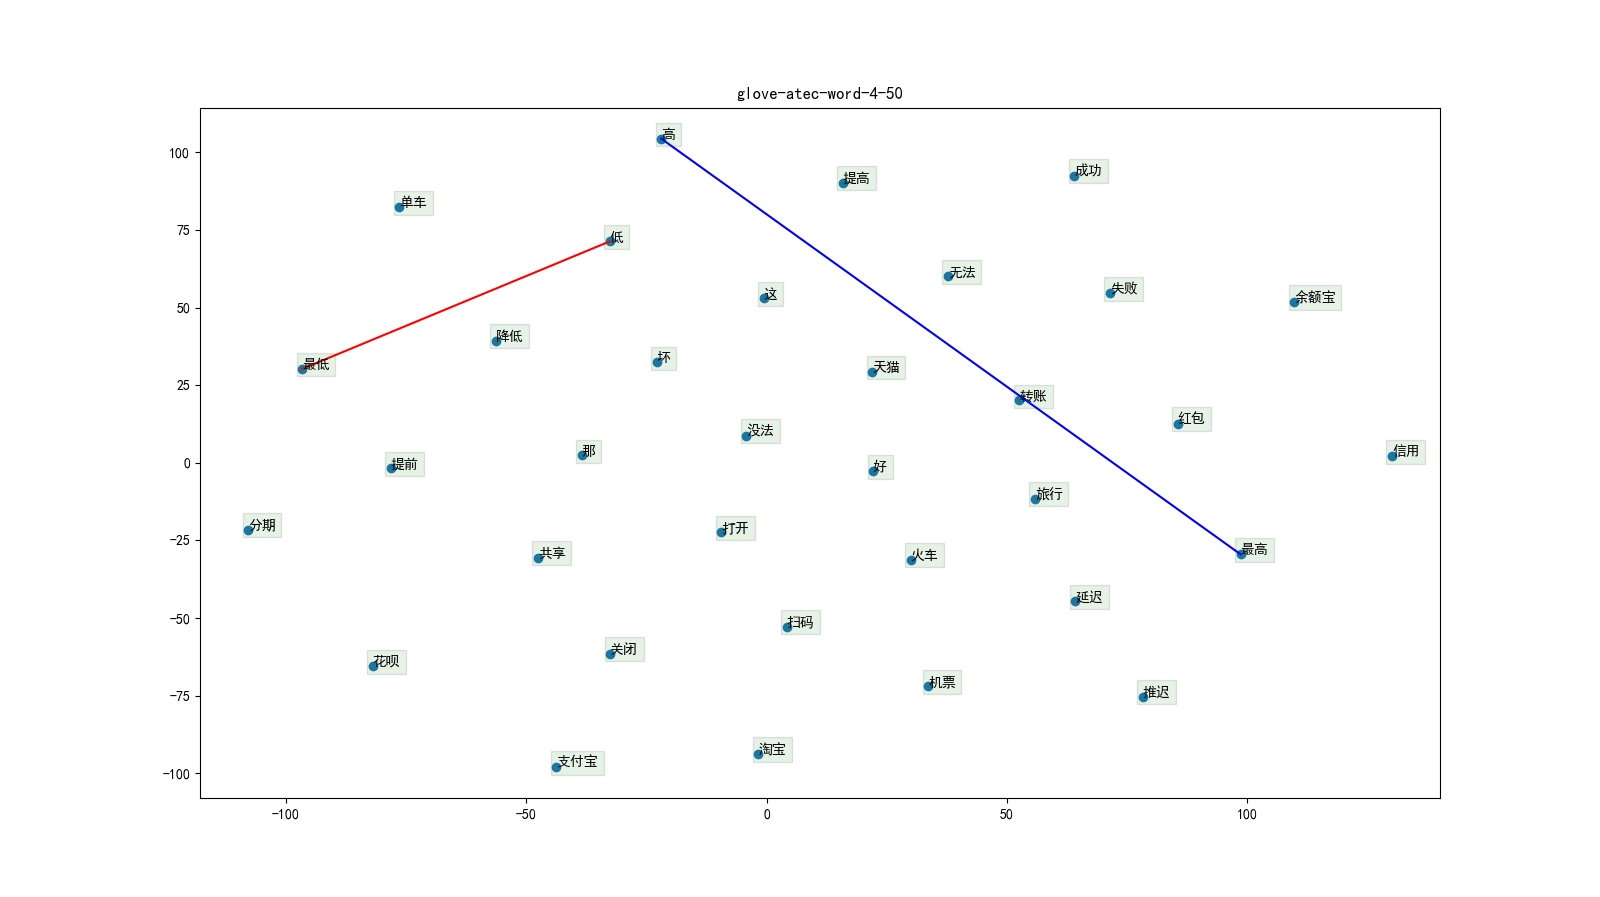 glove-atec-word-4-50
高
成功
提高
单车
低
无法
失败
这
余额宝
降低
坏
最低
天猫
转账
红包
没法
信用
那
提前
好
旅行
分期
打开
最高
共享
火车
延迟
扫码
关闭
花呗
机票
推迟
淘宝
支付宝
100
75
50
25
0
−25
−50
−75
−100
−100
−50
0
50
100